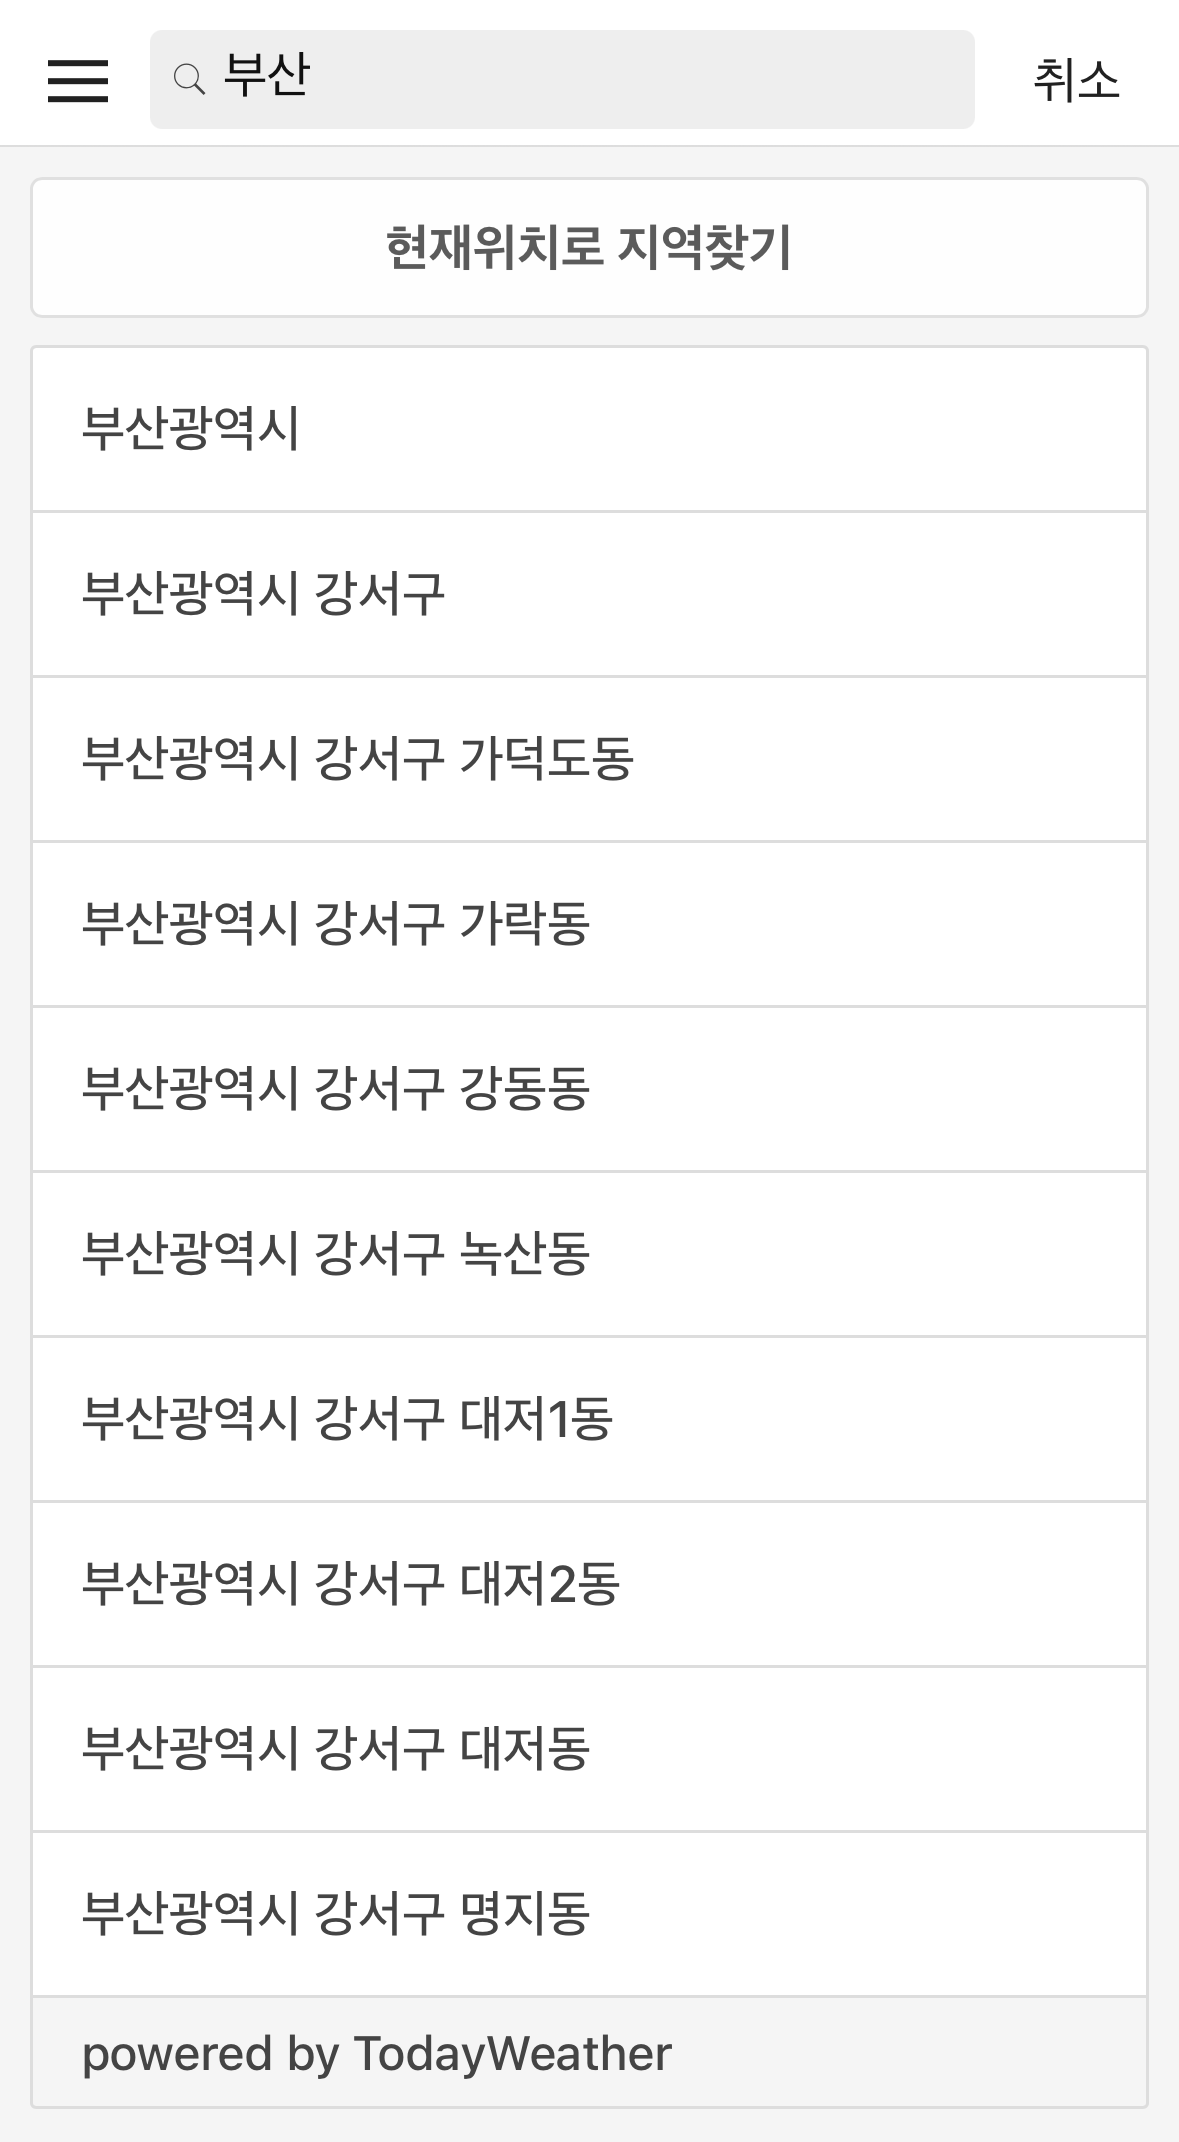 부산
취소
현재위치로 지역찾기
부산광역시
부산광역시 강서구
부산광역시 강서구 가덕도동
부산광역시 강서구 가락동
부산광역시 강서구 강동동
부산광역시 강서구 녹산동
부산광역시 강서구 대저1동
부산광역시 강서구 대저2동
부산광역시 강서구 대저동
부산광역시 강서구 명지동
powered by TodayWeather